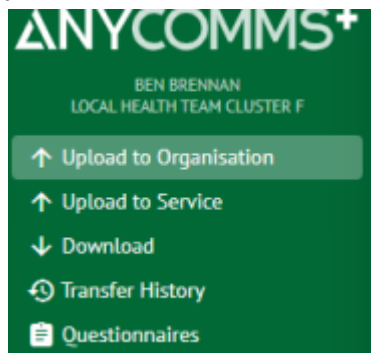 ANYCOMMS+
BEN BRENNAN
LOCAL HEALTH TEAM CLUSTER F
Upload to Organisation
Upload to Service
Download
Transfer History
Questionnaires